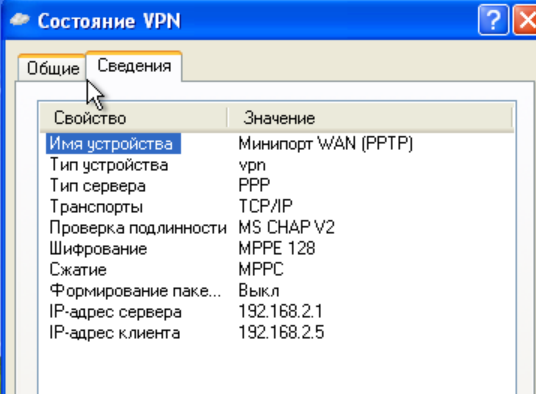 Состояние VPN
Общие Сведения
Свойство Значение
Имя устройства Минипорт WAN (PPTP)
Тип устройства vpn
Тип сервера PPP
Транспорты TCP/IP
Проверка подлинности MS CHAP V2
Шифрование MPPE 128
Сжатие MPPC
Формирование паке... Выкл
IP-адрес сервера 192.168.2.1
IP-адрес клиента 192.168.2.5